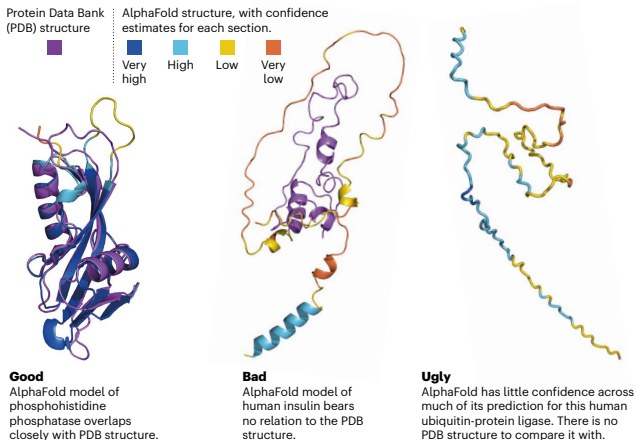 Protein Data Bank
(PDB) structure
AlphaFold structure, with confidence
estimates for each section.
Very
high
High
Low
Very
low
Good
AlphaFold model of
phosphohistidine
phosphatase overlaps
closely with PDB structure.
Bad
AlphaFold model of
human insulin bears
no relation to the PDB
structure.
Ugly
AlphaFold has little confidence across
much of its prediction for this human
ubiquitin-protein ligase. There is no
PDB structure to compare it with.